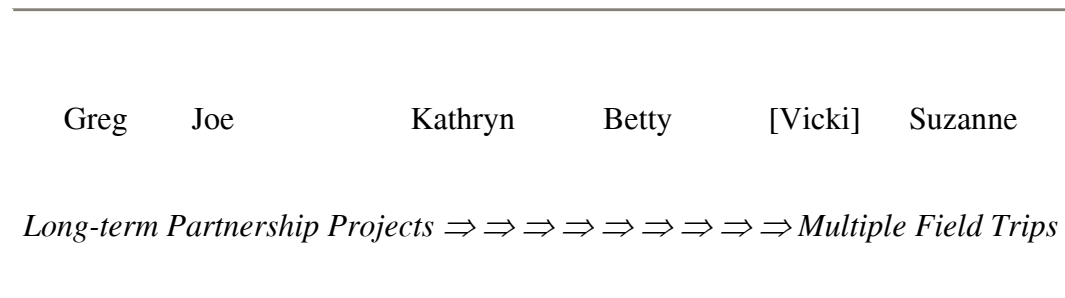 Greg Joe Kathryn Betty [Vicki] Suzanne
Long-term Partnership Projects ⇒ ⇒ ⇒ ⇒ ⇒ ⇒ ⇒ ⇒ ⇒ Multiple Field Trips